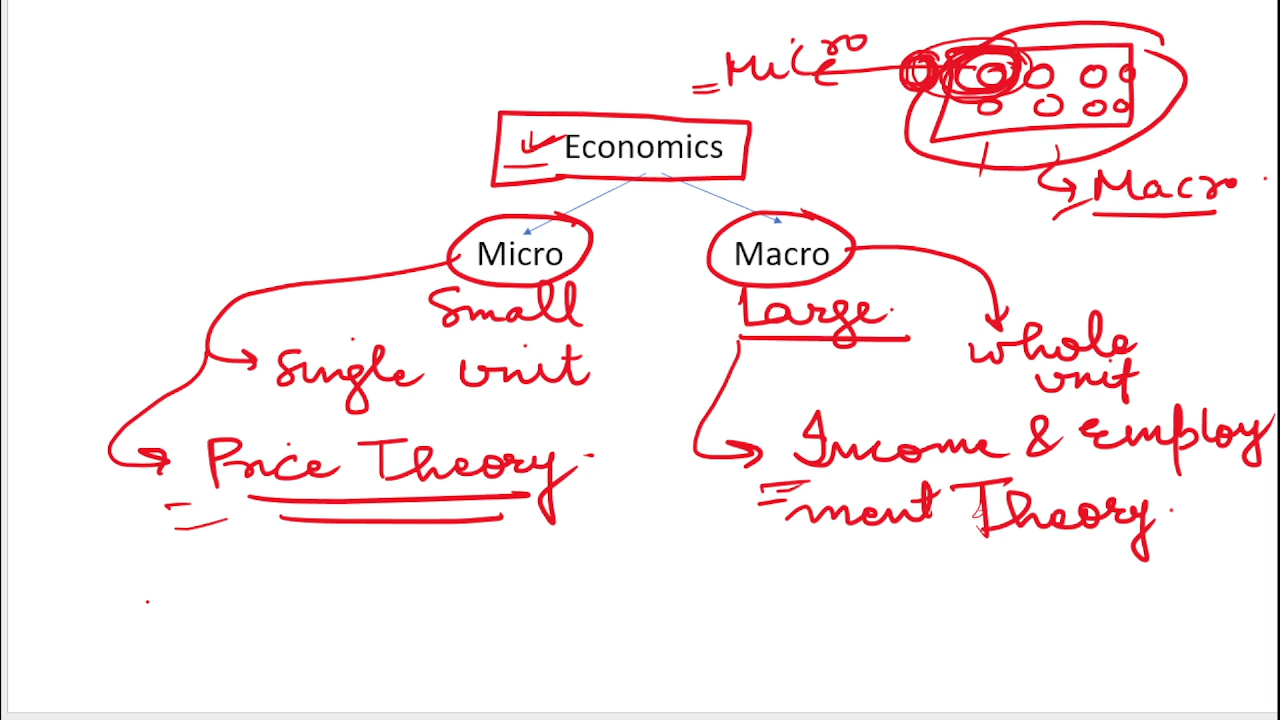 Micro
Economics
Macro
Micro
Macro
Small
Large
Single unit
whole
unit
Price Theory
Income & Employ
ment Theory